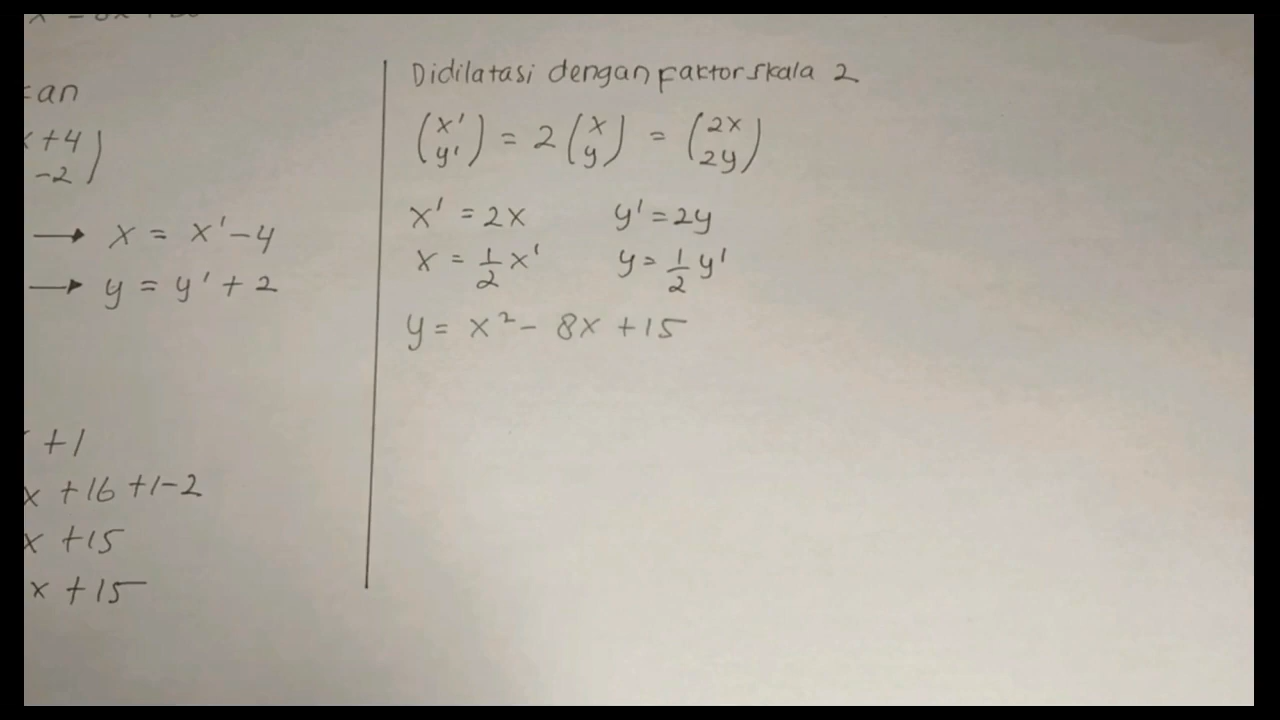 an
+4
-2)
→ x = x' - 4
→ y = y' + 2
+1
x +16 +1-2
x +15
x +15
Didilatasi dengan faktor skala 2
(x' y') = 2 (x y) = (2x 2y)
x' = 2x y' = 2y
x = 1/2 x' y = 1/2 y'
y = x² - 8x + 15